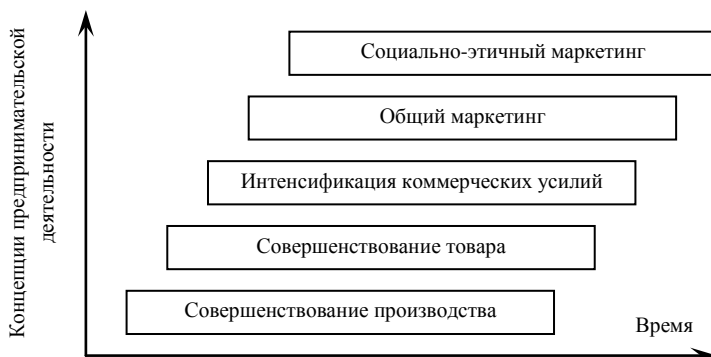 Концепции предпринимательской
деятельности
Социально-этичный маркетинг
Общий маркетинг
Интенсификация коммерческих усилий
Совершенствование товара
Совершенствование производства
Время